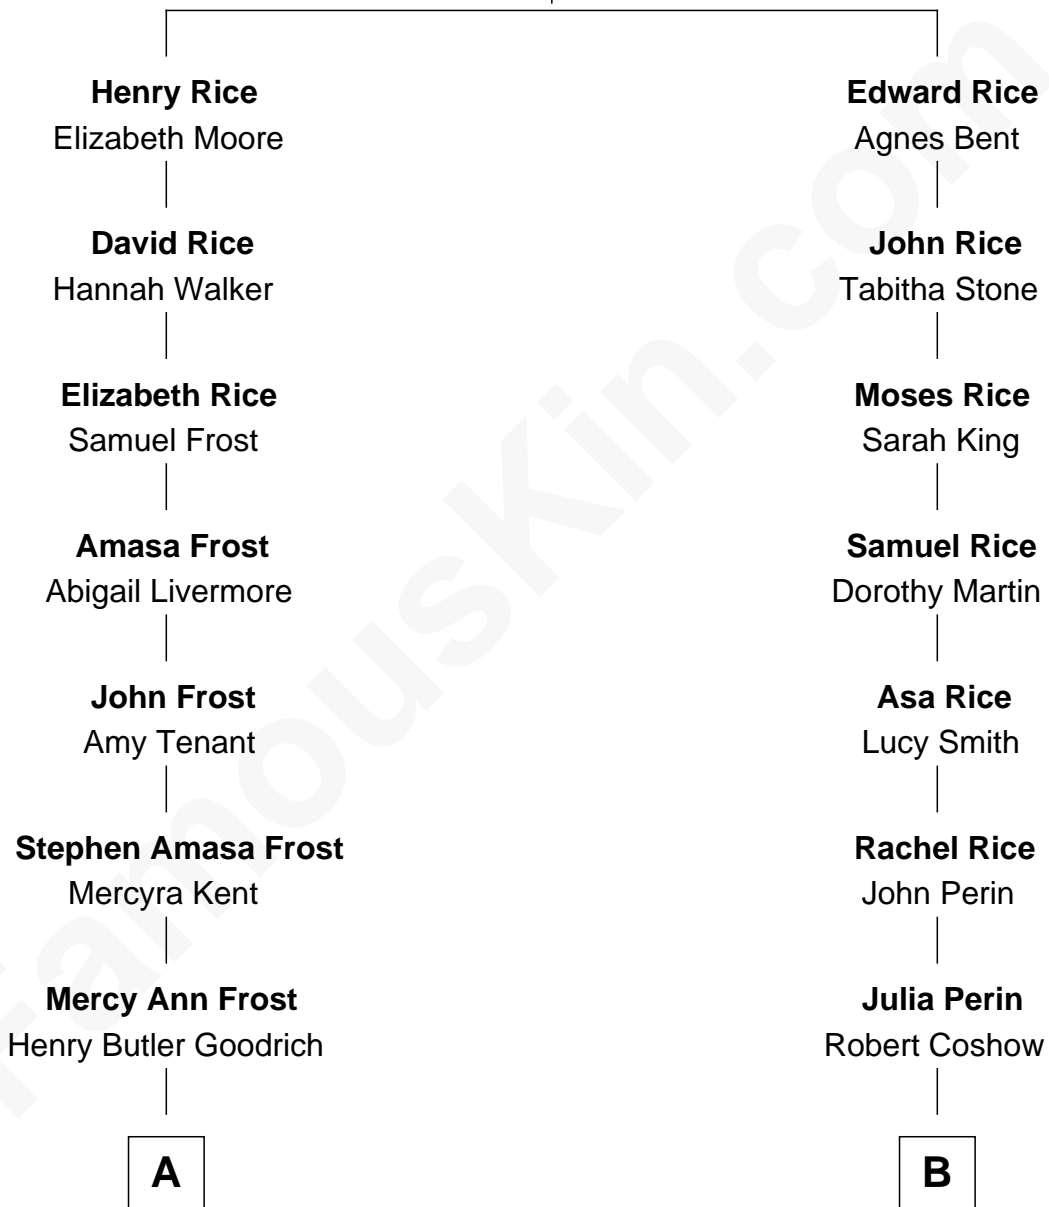 Henry Rice
Elizabeth Moore
Edward Rice
Agnes Bent
David Rice
Hannah Walker
John Rice
Tabitha Stone
Elizabeth Rice
Samuel Frost
Moses Rice
Sarah King
Amasa Frost
Abigail Livermore
Samuel Rice
Dorothy Martin
John Frost
Amy Tenant
Asa Rice
Lucy Smith
Stephen Amasa Frost
Mercyra Kent
Rachel Rice
John Perin
Mercy Ann Frost
Henry Butler Goodrich
Julia Perin
Robert Coshow
A
B
FamousKin.com